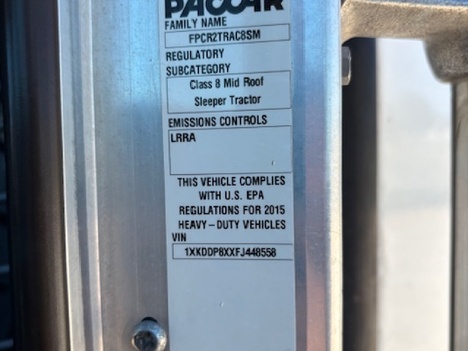 PACCAR
FAMILY NAME
FPCR2TRAC8SM
REGULATORY
SUBCATEGORY
Class 8 Mid Roof
Sleeper Tractor
EMISSIONS CONTROLS
LRRA
THIS VEHICLE COMPLIES
WITH U.S. EPA
REGULATIONS FOR 2015
HEAVY-DUTY VEHICLES
VIN
1XKDDP8XXFJ448558